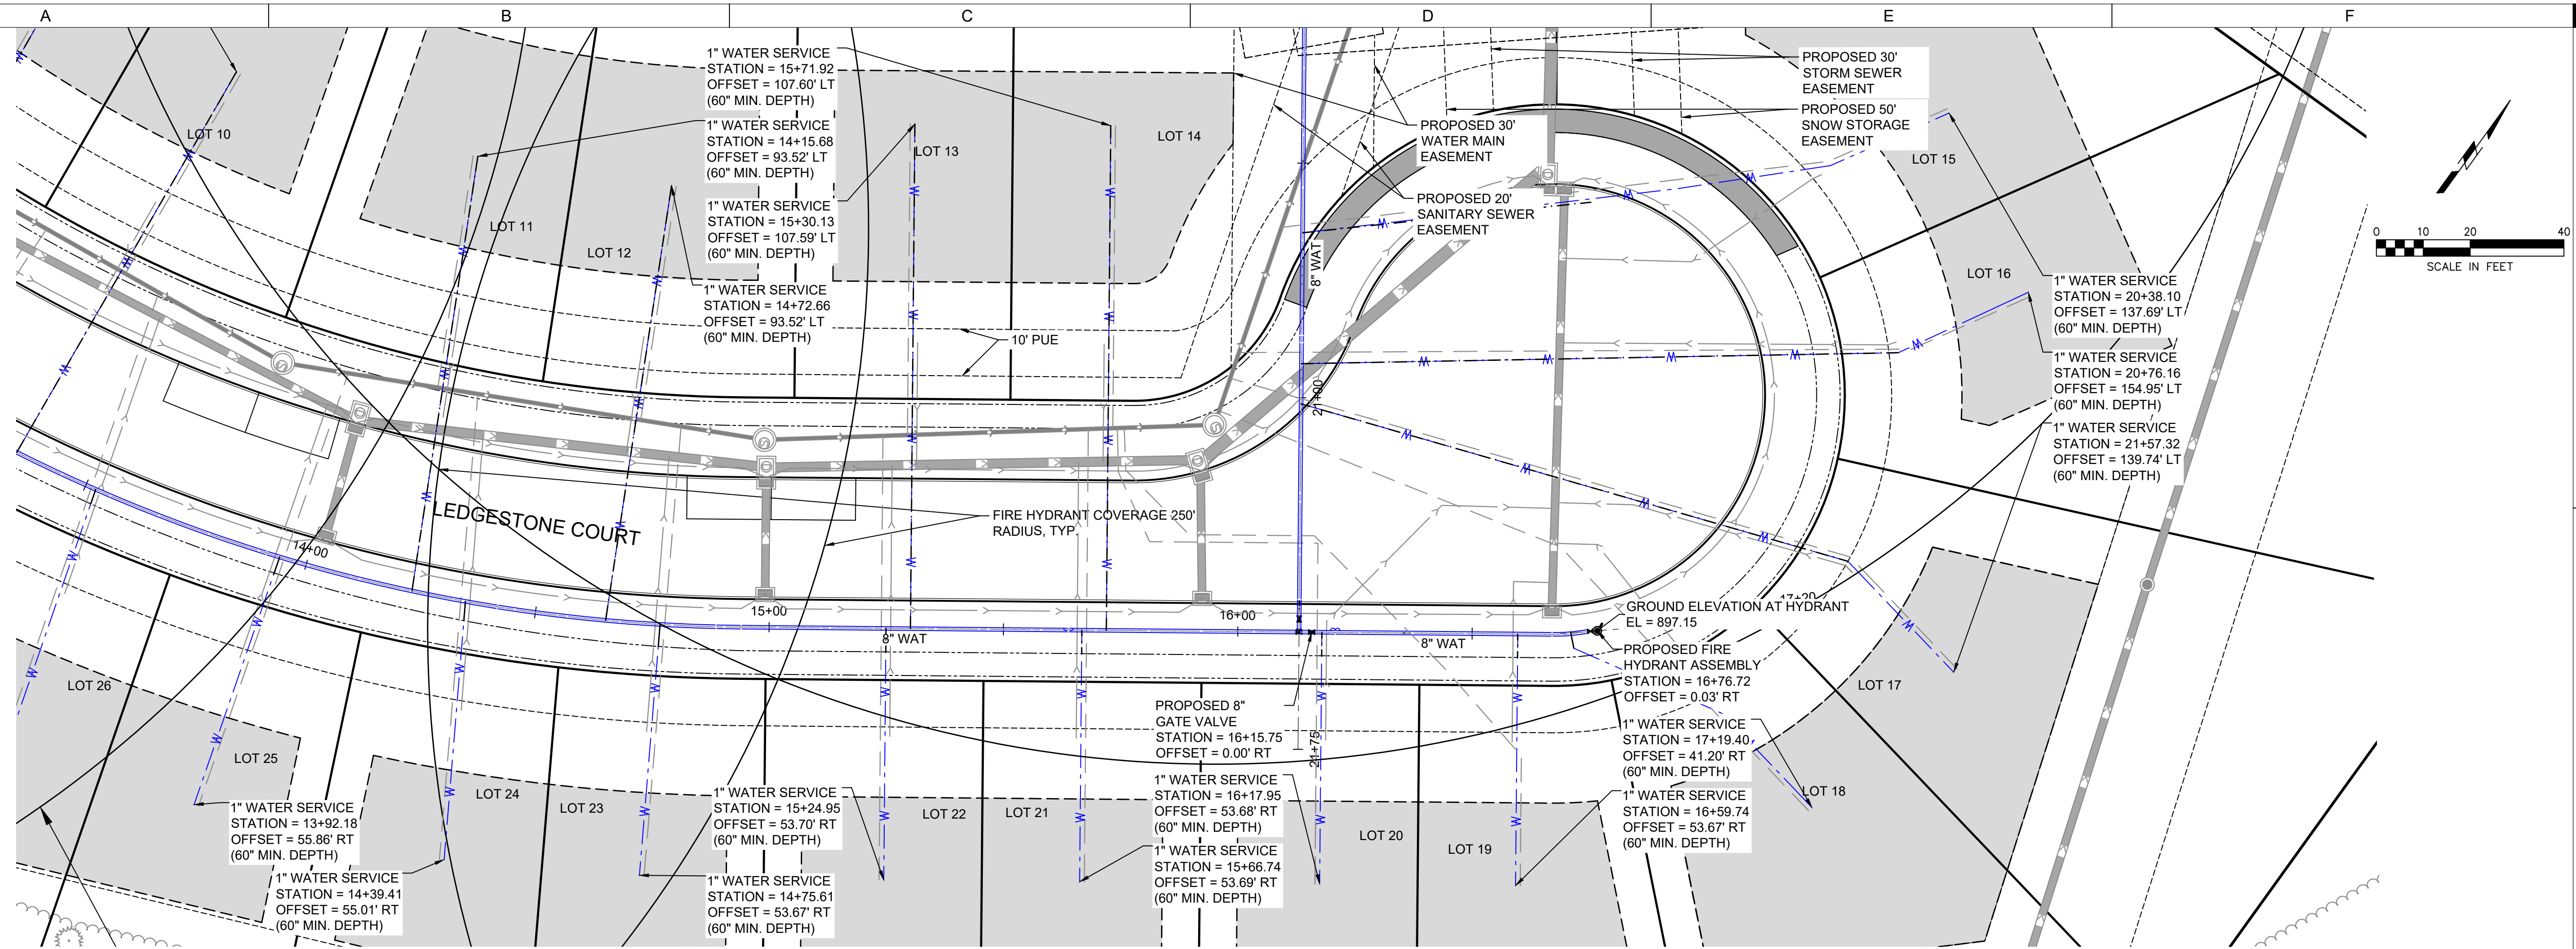 A
B
C
D
E
F
1" WATER SERVICE
STATION = 15+71.92
OFFSET = 107.60' LT
(60" MIN. DEPTH)
1" WATER SERVICE
STATION = 14+15.68
OFFSET = 93.52' LT
(60" MIN. DEPTH)
1" WATER SERVICE
STATION = 15+30.13
OFFSET = 107.59' LT
(60" MIN. DEPTH)
1" WATER SERVICE
STATION = 14+72.66
OFFSET = 93.52' LT
(60" MIN. DEPTH)
LOT 10
LOT 11
LOT 12
LOT 13
LOT 14
PROPOSED 30'
WATER MAIN
EASEMENT
PROPOSED 20'
SANITARY SEWER
EASEMENT
PROPOSED 30'
STORM SEWER
EASEMENT
PROPOSED 50'
SNOW STORAGE
EASEMENT
LOT 15
LOT 16
0 10 20 40
SCALE IN FEET
1" WATER SERVICE
STATION = 20+38.10
OFFSET = 137.69' LT
(60" MIN. DEPTH)
1" WATER SERVICE
STATION = 20+76.16
OFFSET = 154.95' LT
(60" MIN. DEPTH)
1" WATER SERVICE
STATION = 21+57.32
OFFSET = 139.74' LT
(60" MIN. DEPTH)
8" WAT
10' PUE
21+00
LEDGESTONE COURT
FIRE HYDRANT COVERAGE 250'
RADIUS, TYP.
14+00
15+00
16+00
17+20
8" WAT
8" WAT
GROUND ELEVATION AT HYDRANT
EL = 897.15
PROPOSED FIRE
HYDRANT ASSEMBLY
STATION = 16+76.72
OFFSET = 0.03' RT
PROPOSED 8"
GATE VALVE
STATION = 16+15.75
OFFSET = 0.00' RT
21+75
1" WATER SERVICE
STATION = 17+19.40
OFFSET = 41.20' RT
(60" MIN. DEPTH)
1" WATER SERVICE
STATION = 16+59.74
OFFSET = 53.67' RT
(60" MIN. DEPTH)
LOT 17
LOT 18
LOT 26
LOT 25
LOT 24
LOT 23
LOT 22
LOT 21
LOT 20
LOT 19
1" WATER SERVICE
STATION = 13+92.18
OFFSET = 55.86' RT
(60" MIN. DEPTH)
1" WATER SERVICE
STATION = 14+39.41
OFFSET = 55.01' RT
(60" MIN. DEPTH)
1" WATER SERVICE
STATION = 15+24.95
OFFSET = 53.70' RT
(60" MIN. DEPTH)
1" WATER SERVICE
STATION = 14+75.61
OFFSET = 53.67' RT
(60" MIN. DEPTH)
1" WATER SERVICE
STATION = 16+17.95
OFFSET = 53.68' RT
(60" MIN. DEPTH)
1" WATER SERVICE
STATION = 15+66.74
OFFSET = 53.69' RT
(60" MIN. DEPTH)